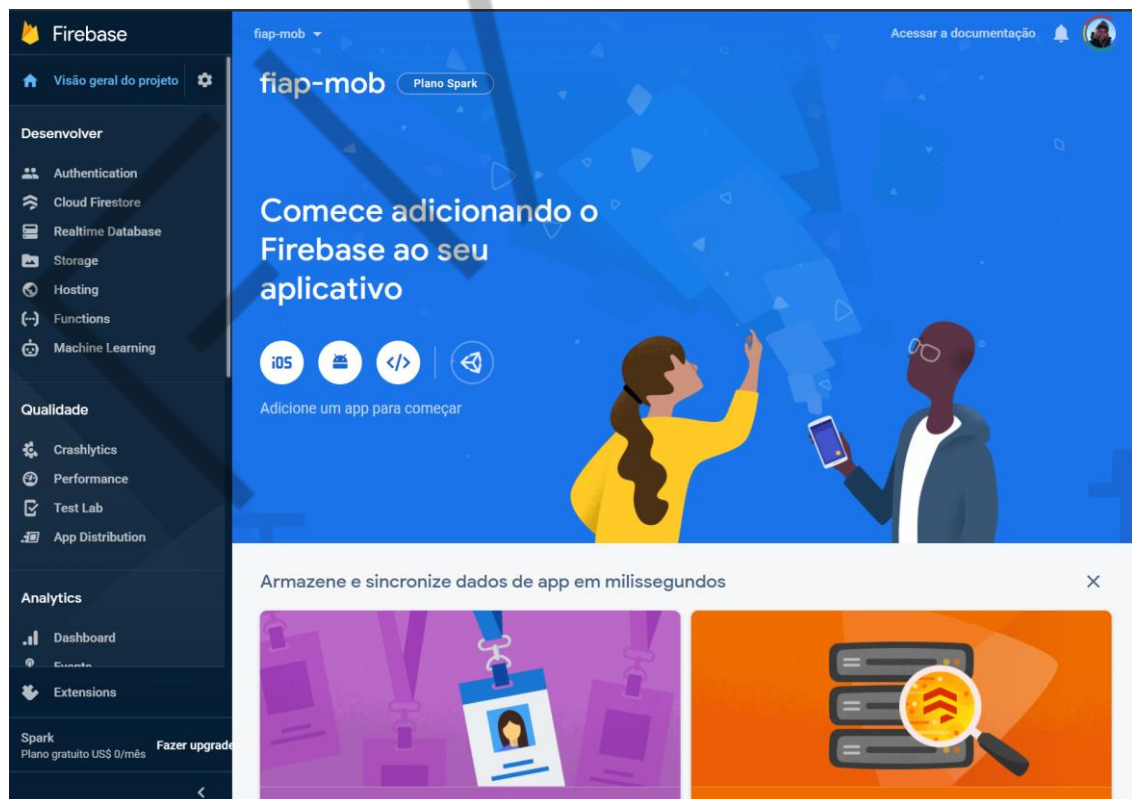 Firebase
Visão geral do projeto
Desenvolver
Authentication
Cloud Firestore
Realtime Database
Storage
Hosting
Functions
Machine Learning
Qualidade
Crashlytics
Performance
Test Lab
App Distribution
Analytics
Dashboard
Events
Extensions
Spark
Plano gratuito US$ 0/mês
Fazer upgrade
fiap-mob
Acessar a documentação
fiap-mob
Plano Spark
Comece adicionando o
Firebase ao seu
aplicativo
iOS
</>
Adicione um app para começar
Armazene e sincronize dados de app em milissegundos